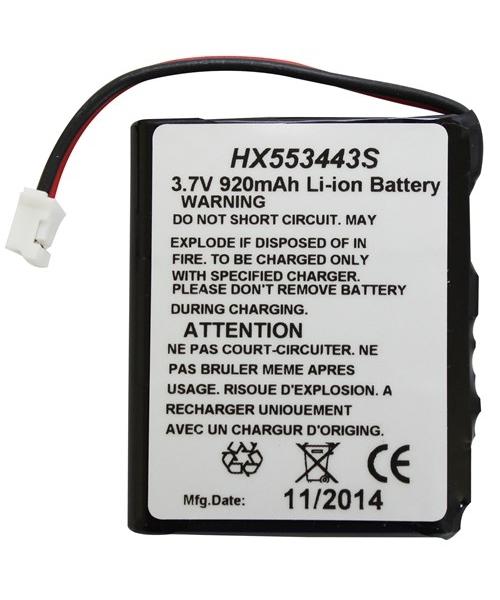 HX553443S
3.7V 920mAh Li-ion Battery
WARNING
DO NOT SHORT CIRCUIT. MAY
EXPLODE IF DISPOSED OF IN
FIRE. TO BE CHARGED ONLY
WITH SPECIFIED CHARGER.
PLEASE DON'T REMOVE BATTERY
DURING CHARGING.
ATTENTION
NE PAS COURT-CIRCUITER. NE
PAS BRULER MEME APRES
USAGE. RISOUE D'EXPLOSION.A
RECHARGER UNIOUEMENT
AVEC UN CHARGUR D'ORIGINE.
CE
Mfg.Date: 11/2014